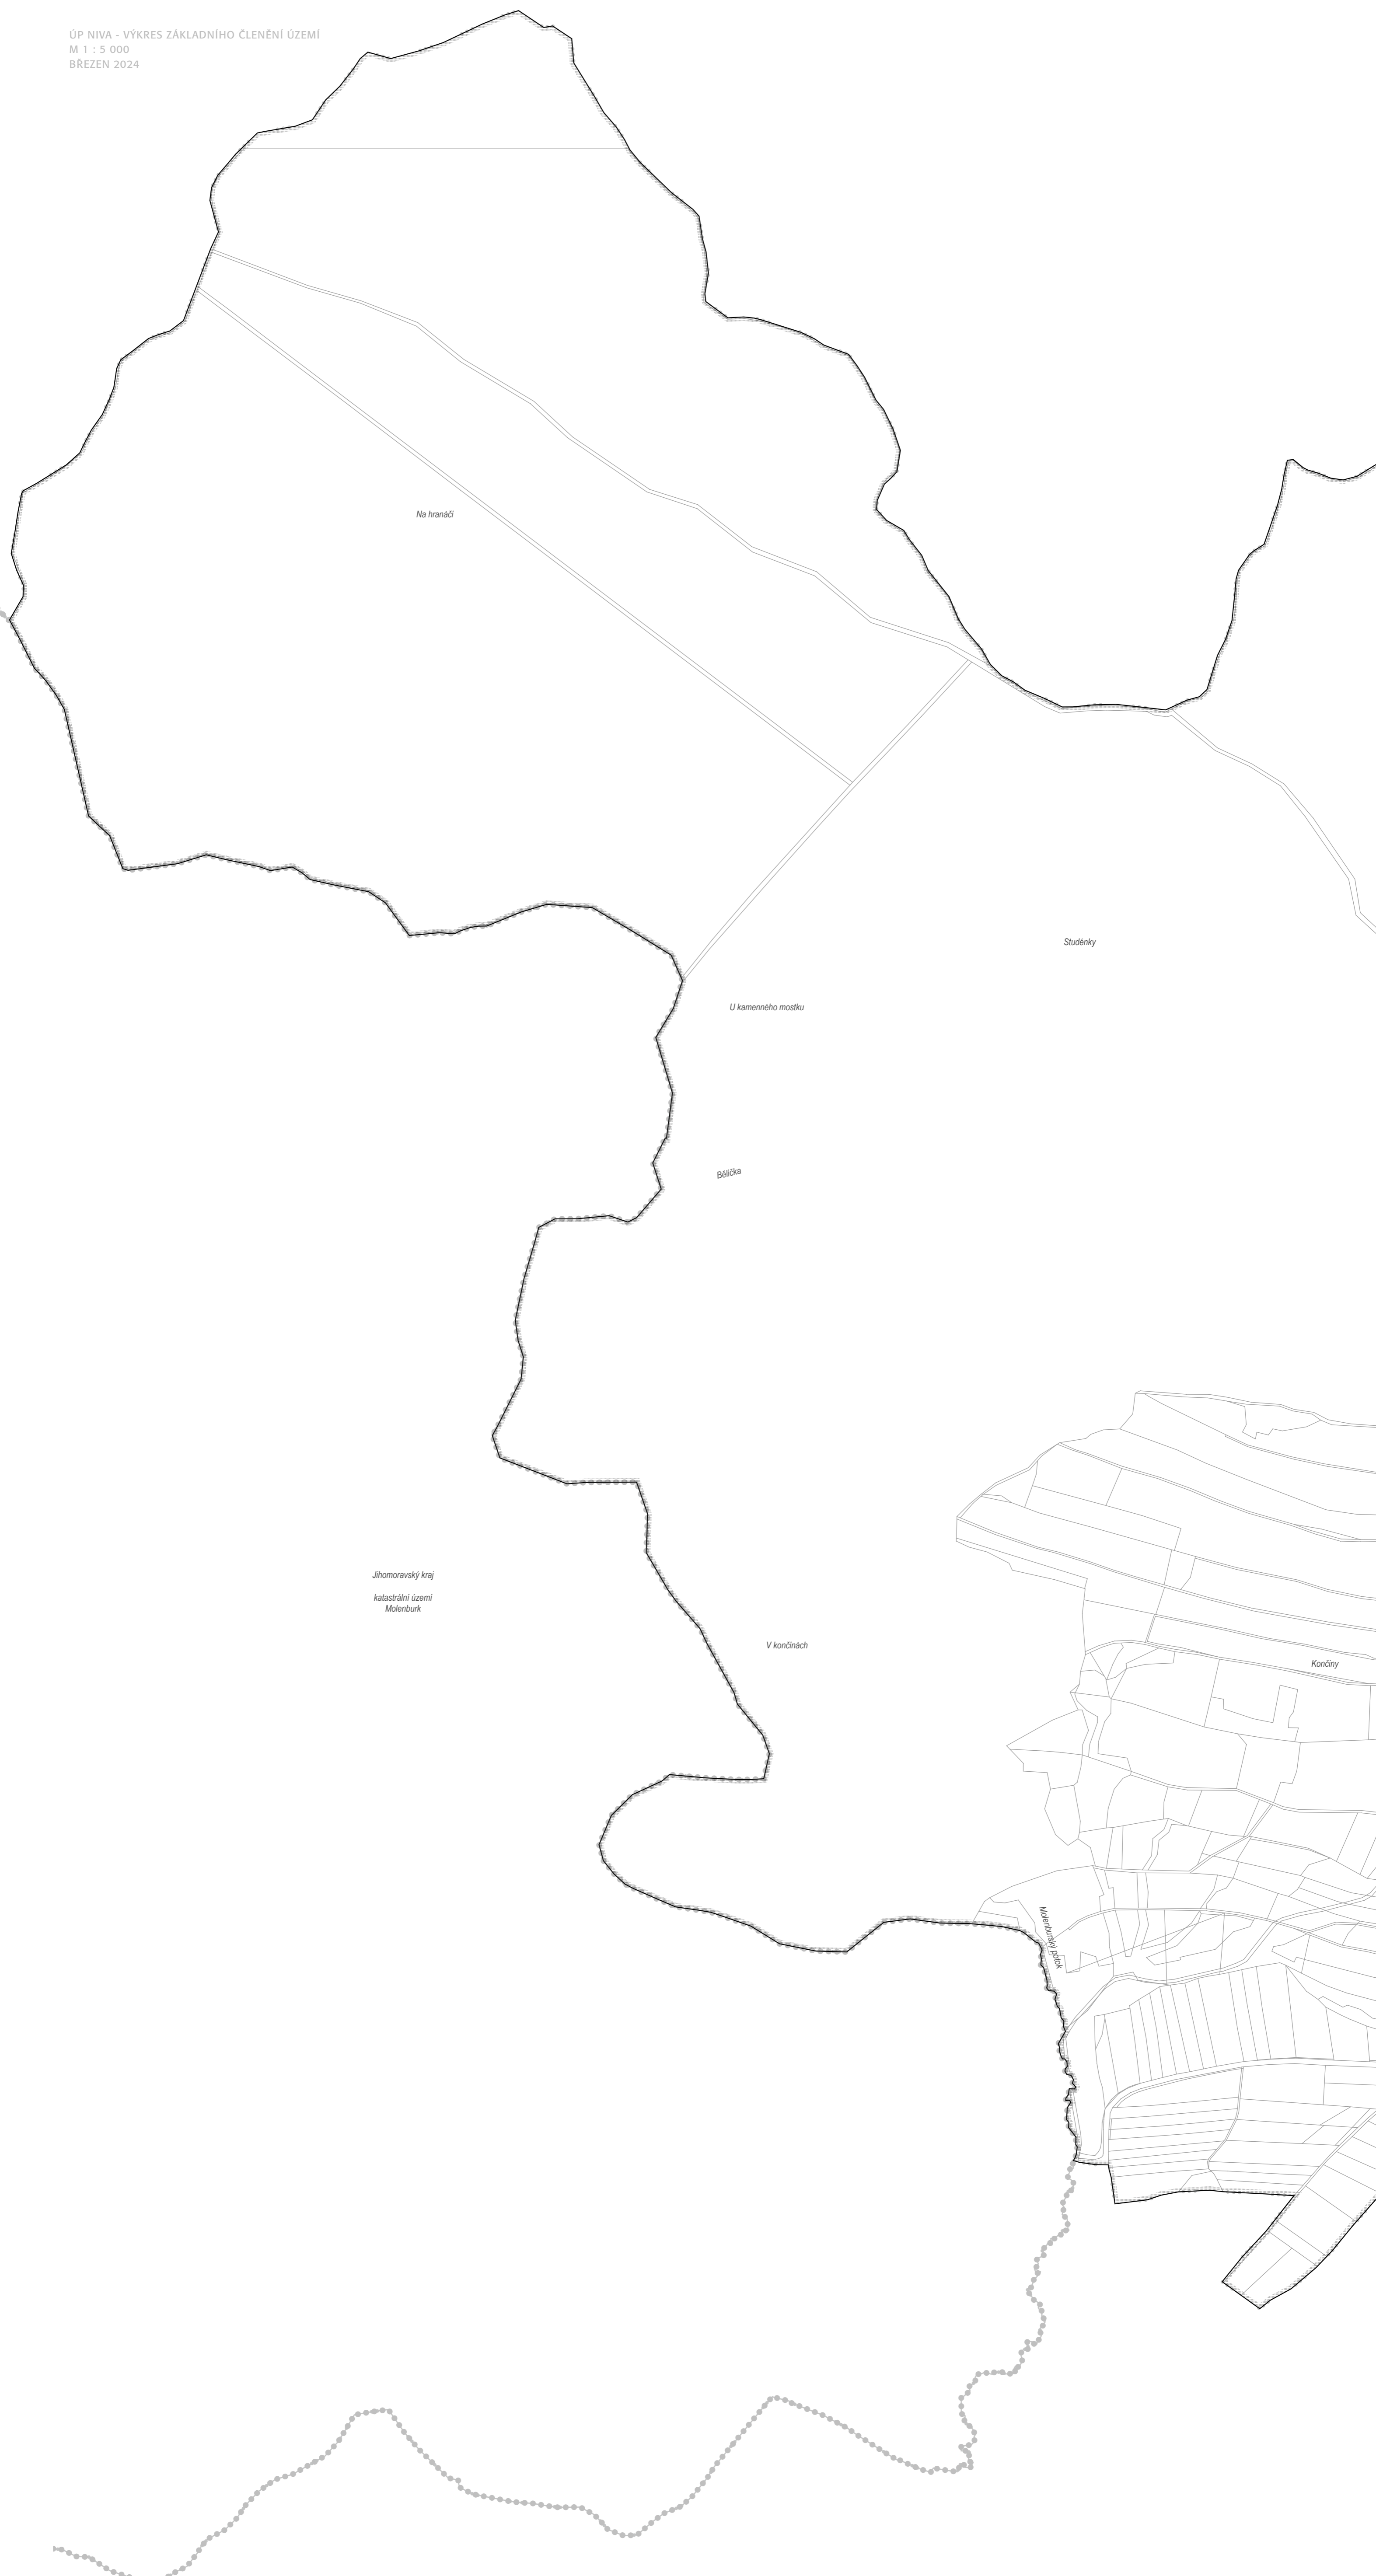 ÚP NIVA - VÝKRES ZÁKLADNÍHO ČLENĚNÍ ÚZEMÍ
M 1 : 5 000
BŘEZEN 2024
Na hranáči
Studénky
U kamenného mostku
Bělička
Jihomoravský kraj
katastrální území
Molenburk
V končinách
Končiny
Molenburský potok